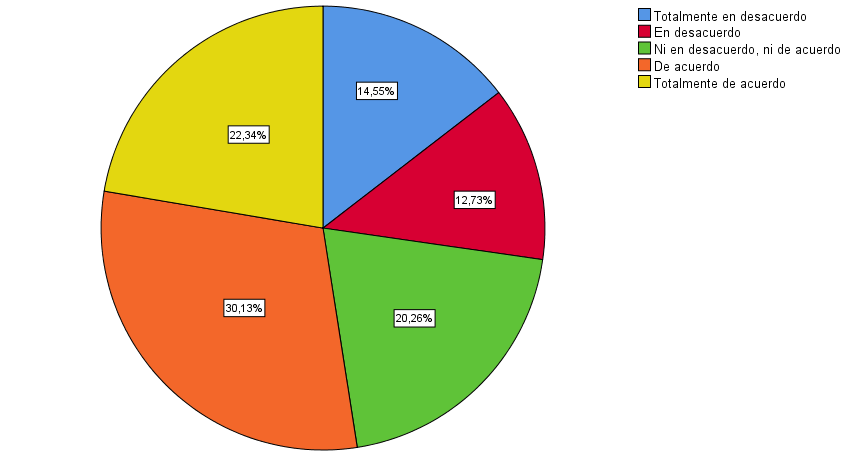 Totalmente en desacuerdo
En desacuerdo
Ni en desacuerdo, ni de acuerdo
De acuerdo
Totalmente de acuerdo
14,55%
22,34%
12,73%
30,13%
20,26%